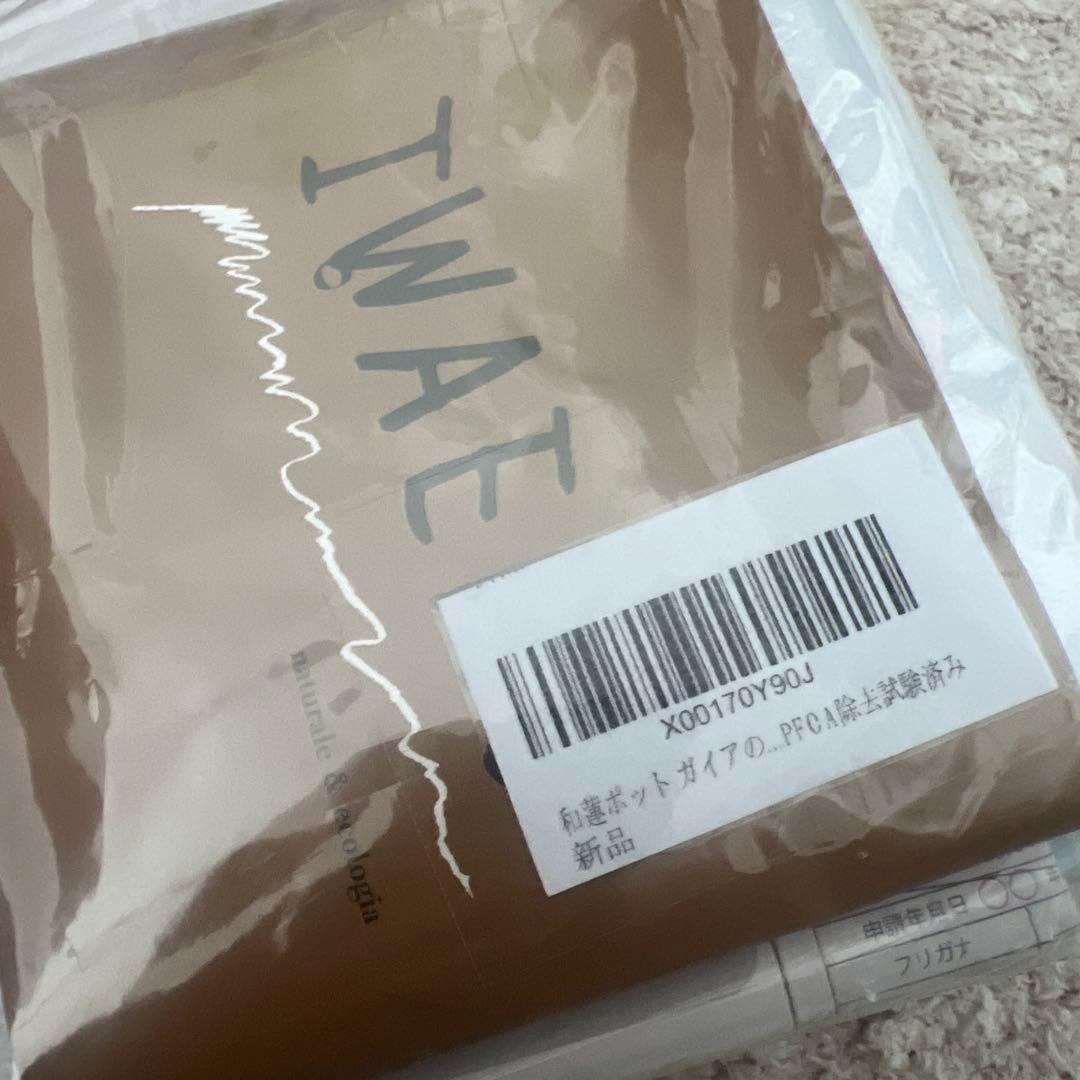 IWAE
naturale & ecologia
X00170Y90J
和蓮ポット ガイアの...PFCA除去試験済み
新品
申請年月日 〇〇
フリガナ